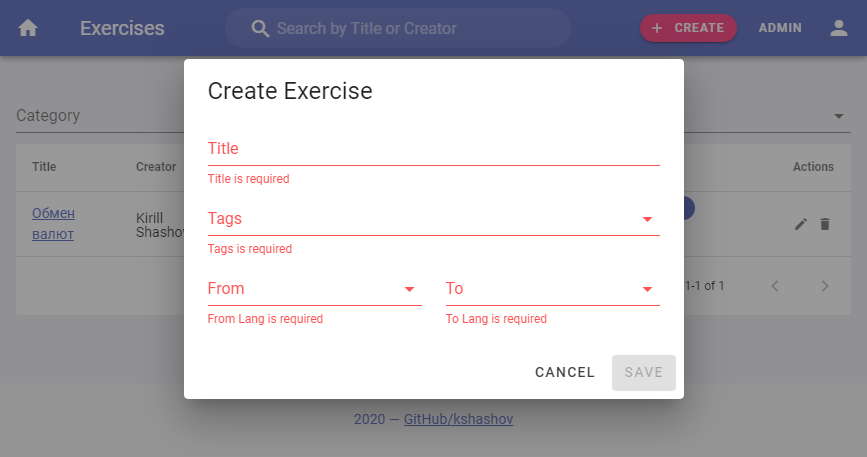 Exercises
Search by Title or Creator
CREATE
ADMIN
Create Exercise
Category
Title
Title is required
Tags
Tags is required
From
To
From Lang is required
To Lang is required
CANCEL
SAVE
Title
Creator
Actions
Обмен
валют
Kirill
Shashov
1-1 of 1
2020 — GitHub/kshashov